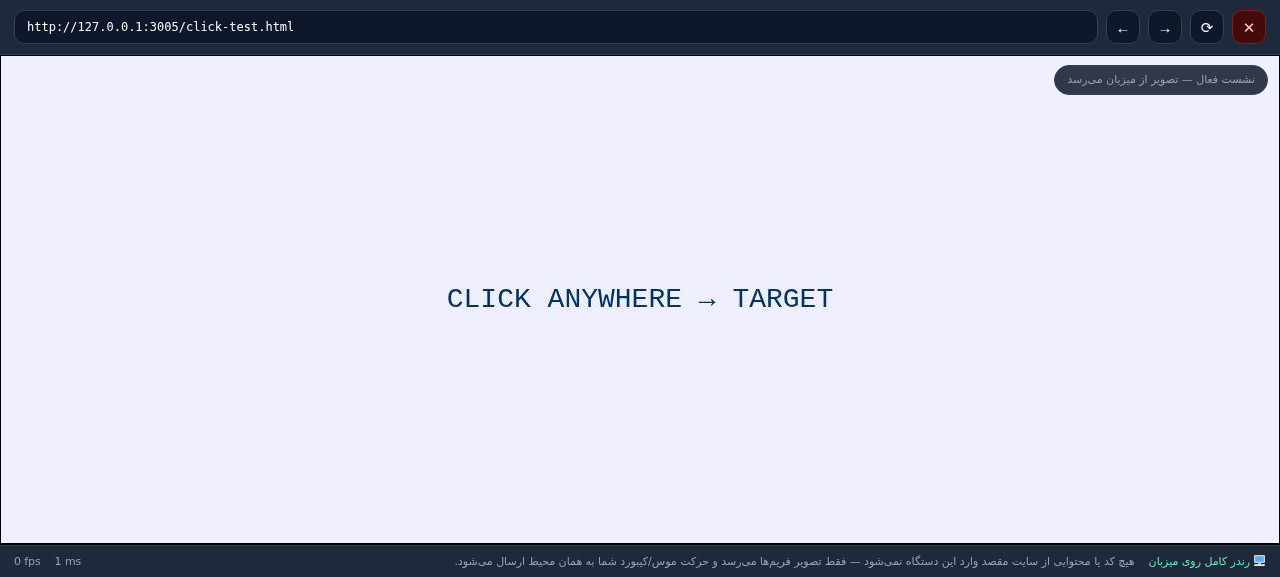 http://127.0.0.1:3005/click-test.html
← → ⟳ ✕
نشست فعال — تصویر از میزبان می‌رسد
CLICK ANYWHERE → TARGET
رندر کامل روی میزبان هیچ کد یا محتوایی از سایت مقصد وارد این دستگاه نمی‌شود — فقط تصویر فریم‌ها می‌رسد و حرکت موس/کیبورد شما به همان محیط ارسال می‌شود.
0 fps 1 ms